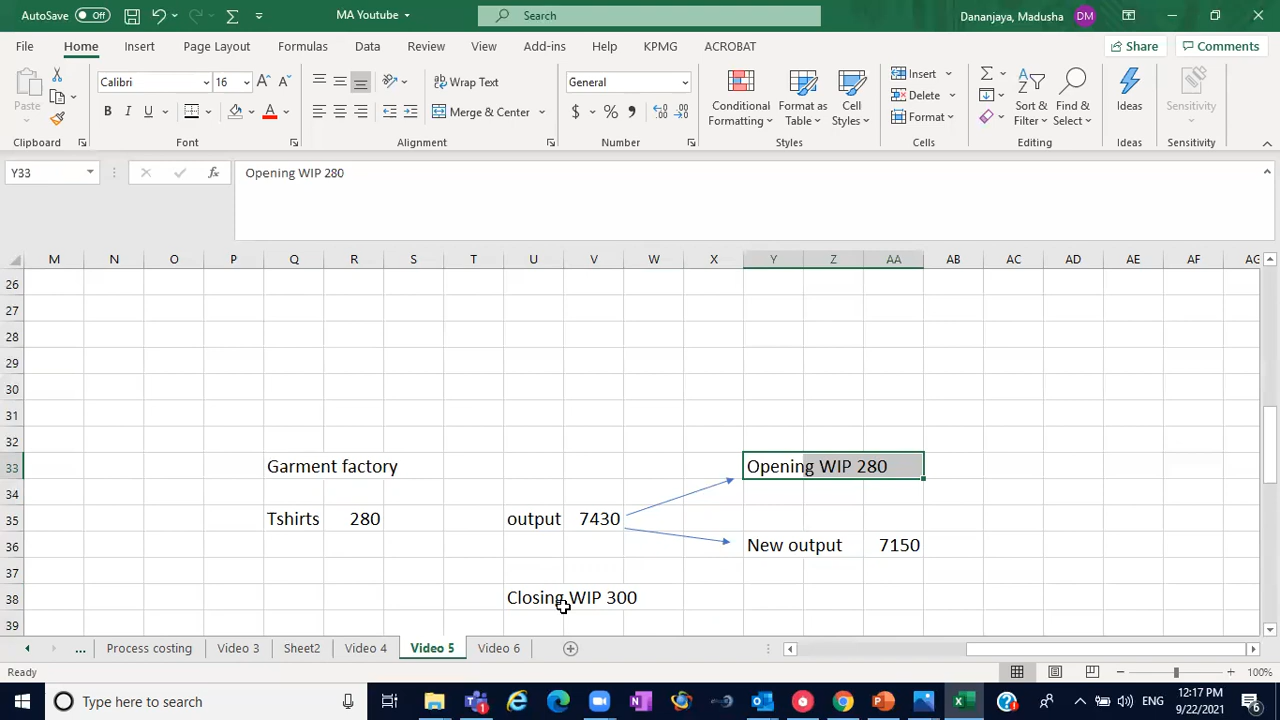 AutoSave Off MA Youtube Search Dananjaya, Madusha DM
File Home Insert Page Layout Formulas Data Review View Add-ins Help KPMG ACROBAT Share Comments
Paste Calibri 16 A A Wrap Text General Insert
B I U A Merge & Center $ % Conditional Formatting Format as Table Cell Styles Delete Format Sort & Filter Find & Select Ideas Sensitivity
Clipboard Font Alignment Number Styles Cells Editing Ideas Sensitivity
Y33 fx Opening WIP 280
M N O P Q R S T U V W X Y Z AA AB AC AD AE AF AG
26
27
28
29
30
31
32
33 Garment factory Opening WIP 280
34
35 Tshirts 280 output 7430
36 New output 7150
37
38 Closing WIP 300
39
... Process costing Video 3 Sheet2 Video 4 Video 5 Video 6
Ready 100%
Type here to search ENG 12:17 PM
9/22/2021 6